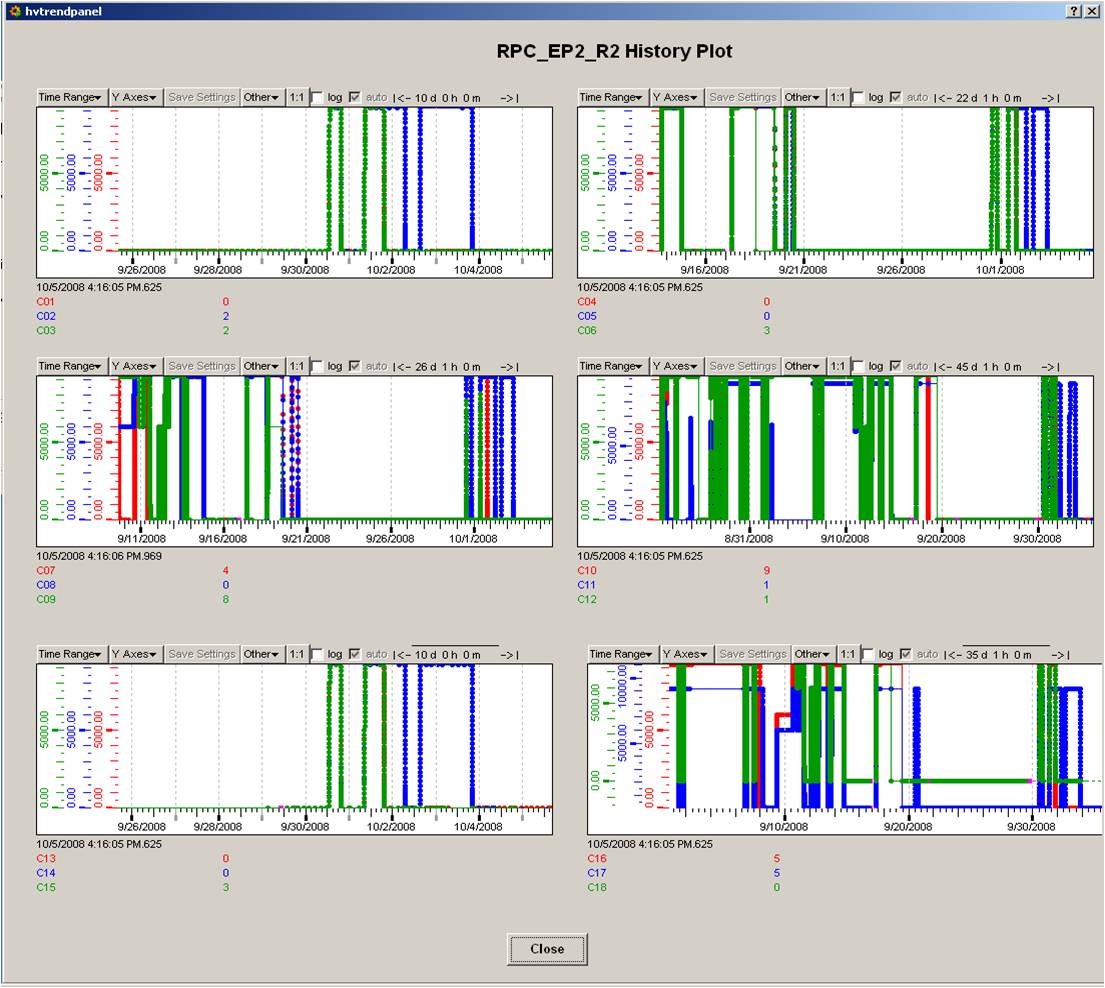 hvtrendpanel
RPC_EP2_R2 History Plot
Time Range Y Axes Save Settings Other 1:1 log auto |<- 10 d 0 h 0 m ->|
5000.00 5000.00 5000.00
0.00 0.00 0.00
9/26/2008 9/28/2008 9/30/2008 10/2/2008 10/4/2008
10/5/2008 4:16:05 PM.625
C01 0
C02 2
C03 2
Time Range Y Axes Save Settings Other 1:1 log auto |<- 22 d 1 h 0 m ->|
5000.00 5000.00 5000.00
0.00 0.00 0.00
9/16/2008 9/21/2008 9/26/2008 10/1/2008
10/5/2008 4:16:05 PM.625
C04 0
C05 0
C06 3
Time Range Y Axes Save Settings Other 1:1 log auto |<- 26 d 1 h 0 m ->|
5000.00 5000.00 5000.00
0.00 0.00 0.00
9/11/2008 9/16/2008 9/21/2008 9/26/2008 10/1/2008
10/5/2008 4:16:06 PM.969
C07 4
C08 0
C09 8
Time Range Y Axes Save Settings Other 1:1 log auto |<- 45 d 1 h 0 m ->|
5000.00 5000.00 5000.00
0.00 0.00 0.00
8/31/2008 9/10/2008 9/20/2008 9/30/2008
10/5/2008 4:16:05 PM.625
C10 9
C11 1
C12 1
Time Range Y Axes Save Settings Other 1:1 log auto |<- 10 d 0 h 0 m ->|
5000.00 5000.00 5000.00
0.00 0.00 0.00
9/26/2008 9/28/2008 9/30/2008 10/2/2008 10/4/2008
10/5/2008 4:16:05 PM.625
C13 0
C14 0
C15 3
Time Range Y Axes Save Settings Other 1:1 log auto |<- 35 d 1 h 0 m ->|
5000.00 10000.00 5000.00
0.00 5000.00 0.00
9/10/2008 9/20/2008 9/30/2008
10/5/2008 4:16:05 PM.625
C16 5
C17 5
C18 0
Close